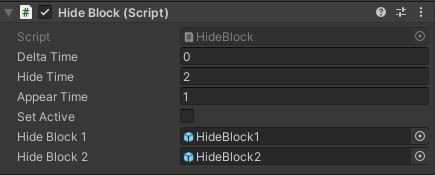 Hide Block (Script)
Script HideBlock
Delta Time 0
Hide Time 2
Appear Time 1
Set Active
Hide Block 1 HideBlock1
Hide Block 2 HideBlock2